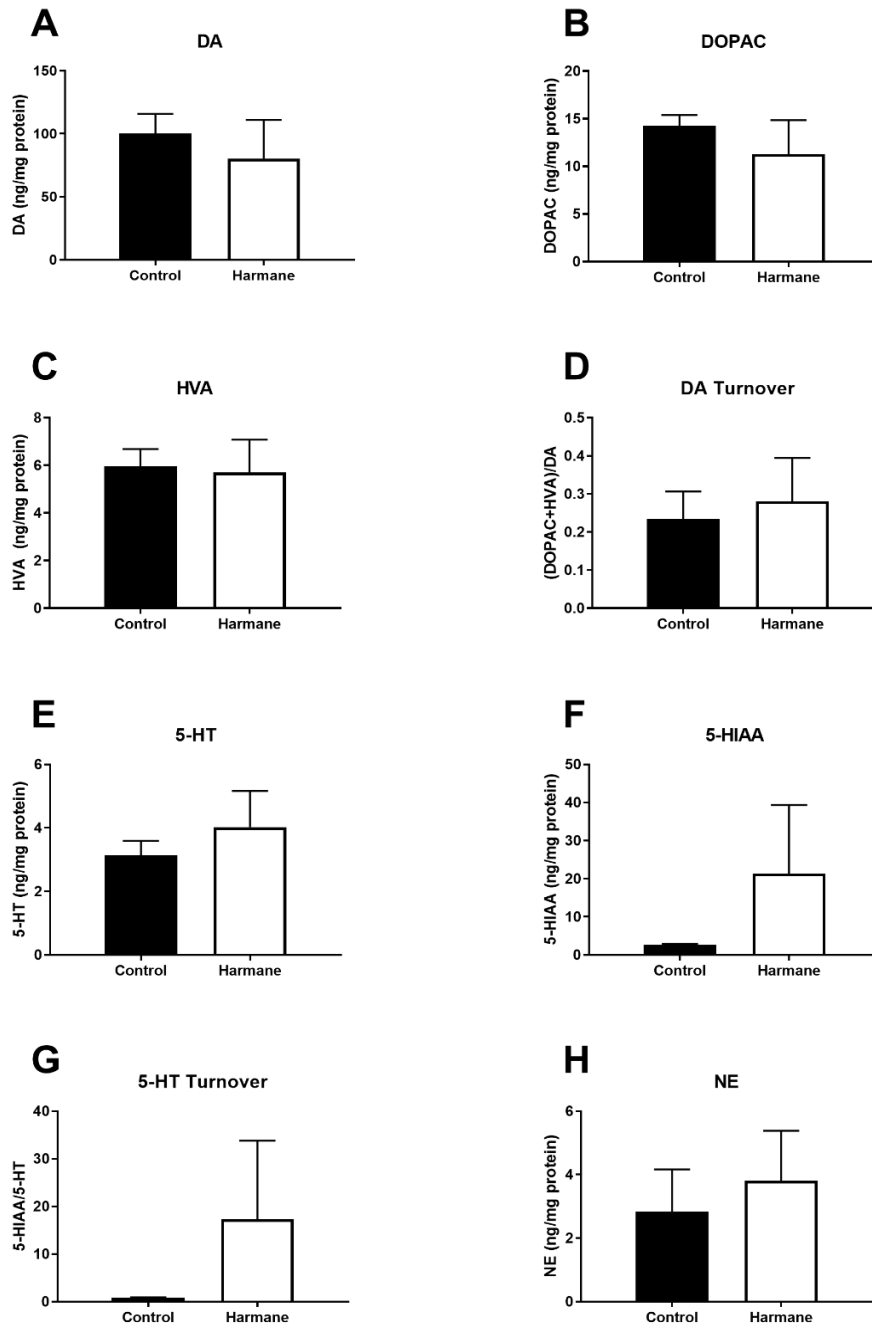 A
DA
DA (ng/mg protein)
150
100
50
0
Control Harmane
B
DOPAC
DOPAC (ng/mg protein)
20
15
10
5
0
Control Harmane
C
HVA
HVA (ng/mg protein)
8
6
4
2
0
Control Harmane
D
DA Turnover
(DOPAC+HVA)/DA
0.5
0.4
0.3
0.2
0.1
0.0
Control Harmane
E
5-HT
5-HT (ng/mg protein)
6
4
2
0
Control Harmane
F
5-HIAA
5-HIAA (ng/mg protein)
50
40
30
20
10
0
Control Harmane
G
5-HT Turnover
5-HIAA/5-HT
40
30
20
10
0
Control Harmane
H
NE
NE (ng/mg protein)
6
4
2
0
Control Harmane